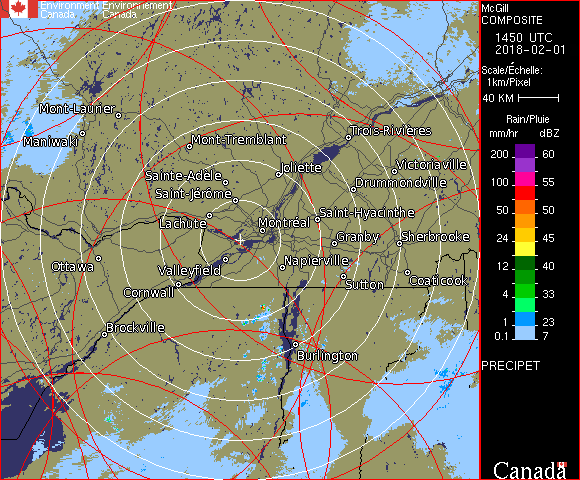 Environment Environnement
Canada Canada
McGill
COMPOSITE
1450 UTC
2018-02-01
Scale/Échelle:
1km/Pixel
40 KM
Rain/Pluie
mm/hr dBZ
200 60
100 55
50 50
24 45
12 40
4 33
1 23
0.1 7
PRECIPET
Canada
Mont-Laurier
Maniwaki
Mont-Tremblant
Trois-Rivières
Sainte-Adèle
Joliette
Victoriaville
Saint-Jérôme
Drummondville
Lachute
Montréal
Saint-Hyacinthe
Granby
Sherbrooke
Ottawa
Valleyfield
Napierville
Cornwall
Sutton
Coaticook
Brockville
Burlington